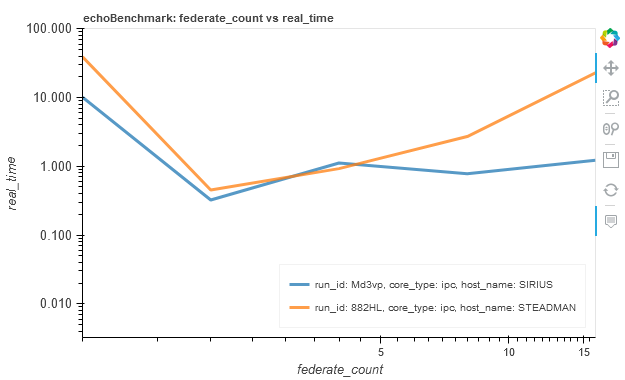 echoBenchmark: federate_count vs real_time
100.000
10.000
1.000
0.100
0.010
real_time
run_id: Md3vp, core_type: ipc, host_name: SIRIUS
run_id: 882HL, core_type: ipc, host_name: STEADMAN
5
10
15
federate_count